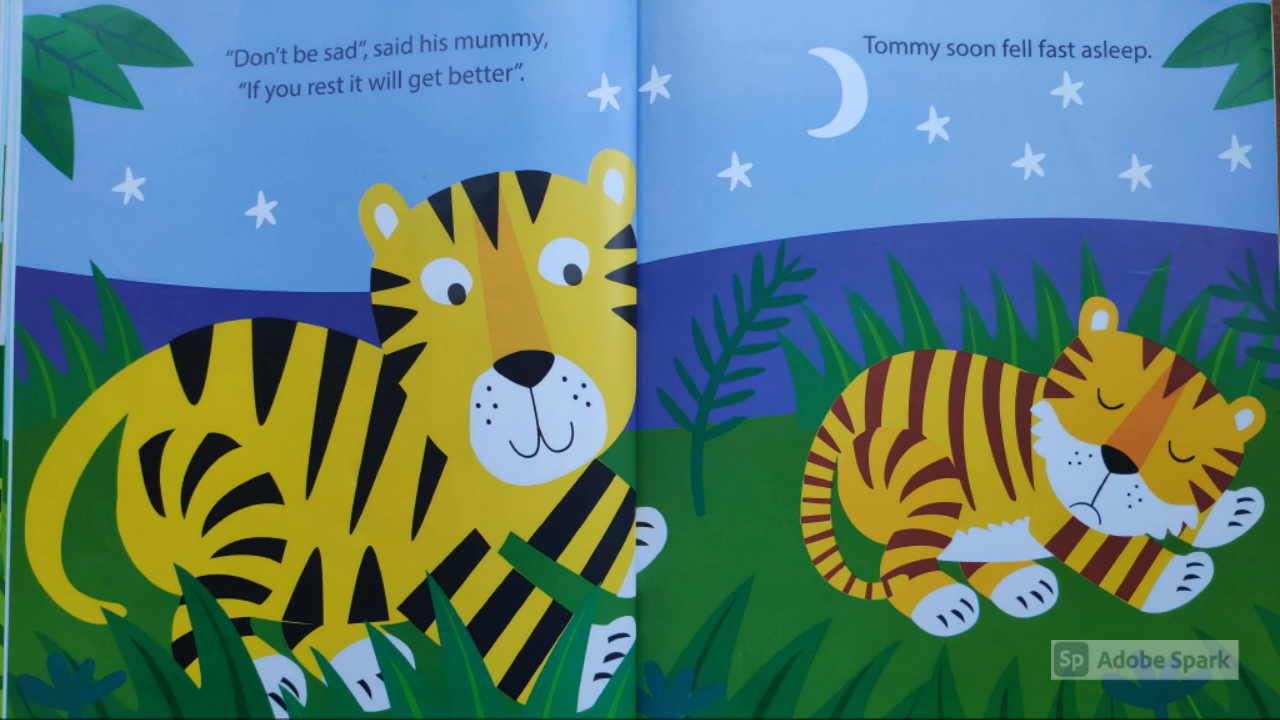 “Don’t be sad”, said his mummy,
“If you rest it will get better”.
Tommy soon fell fast asleep.
Sp Adobe Spark